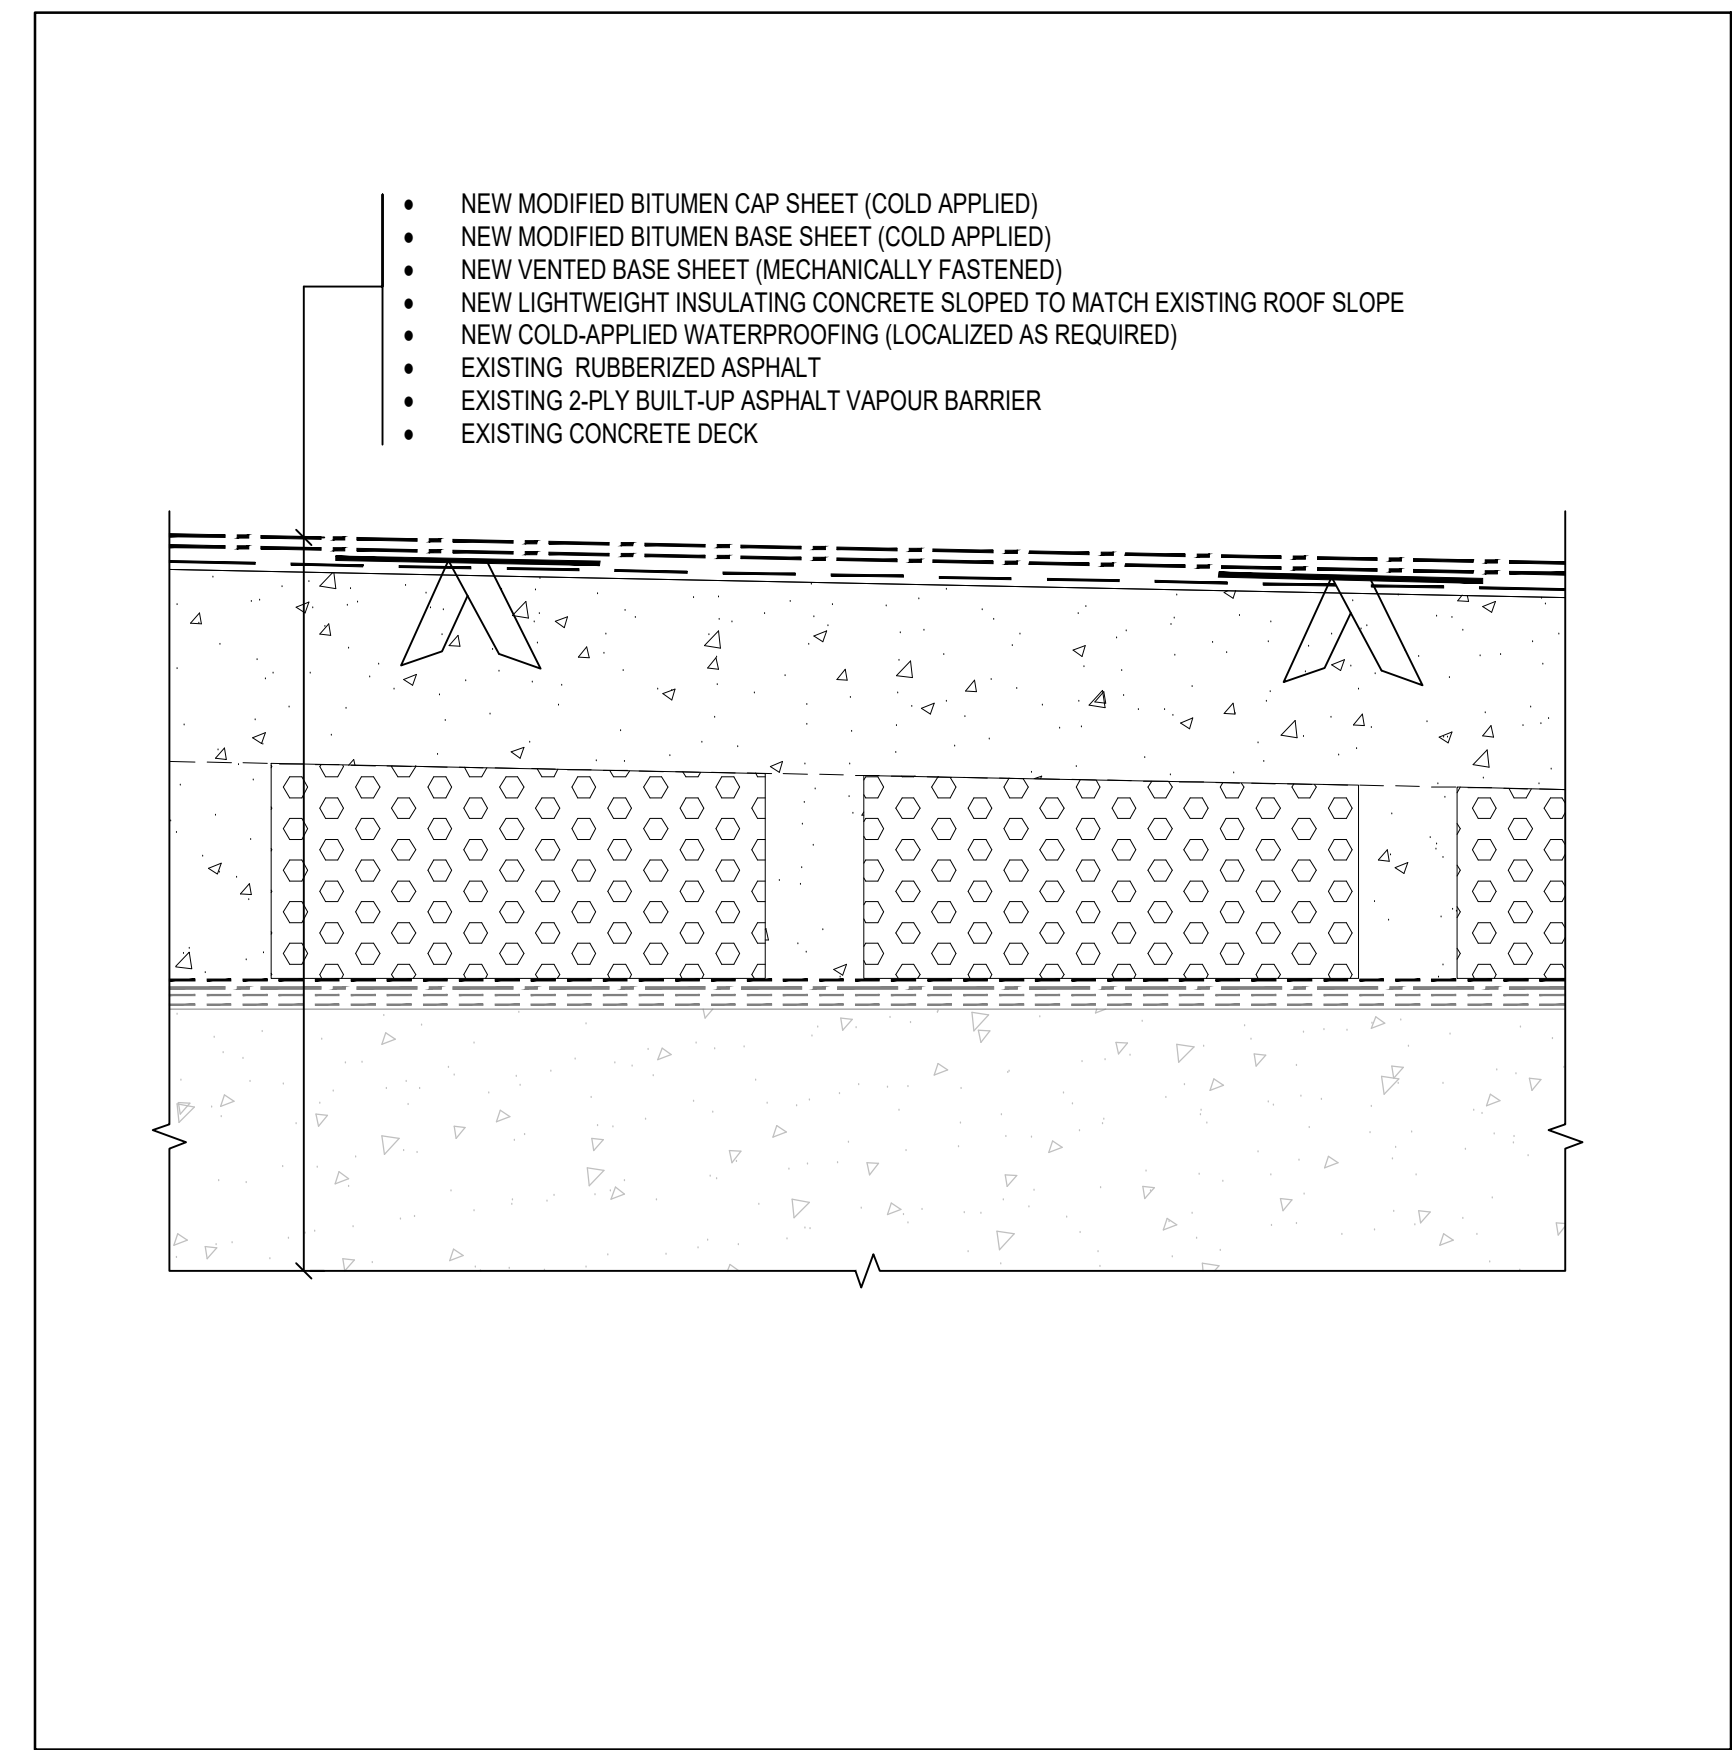 • NEW MODIFIED BITUMEN CAP SHEET (COLD APPLIED)
• NEW MODIFIED BITUMEN BASE SHEET (COLD APPLIED)
• NEW VENTED BASE SHEET (MECHANICALLY FASTENED)
• NEW LIGHTWEIGHT INSULATING CONCRETE SLOPED TO MATCH EXISTING ROOF SLOPE
• NEW COLD-APPLIED WATERPROOFING (LOCALIZED AS REQUIRED)
• EXISTING RUBBERIZED ASPHALT
• EXISTING 2-PLY BUILT-UP ASPHALT VAPOUR BARRIER
• EXISTING CONCRETE DECK